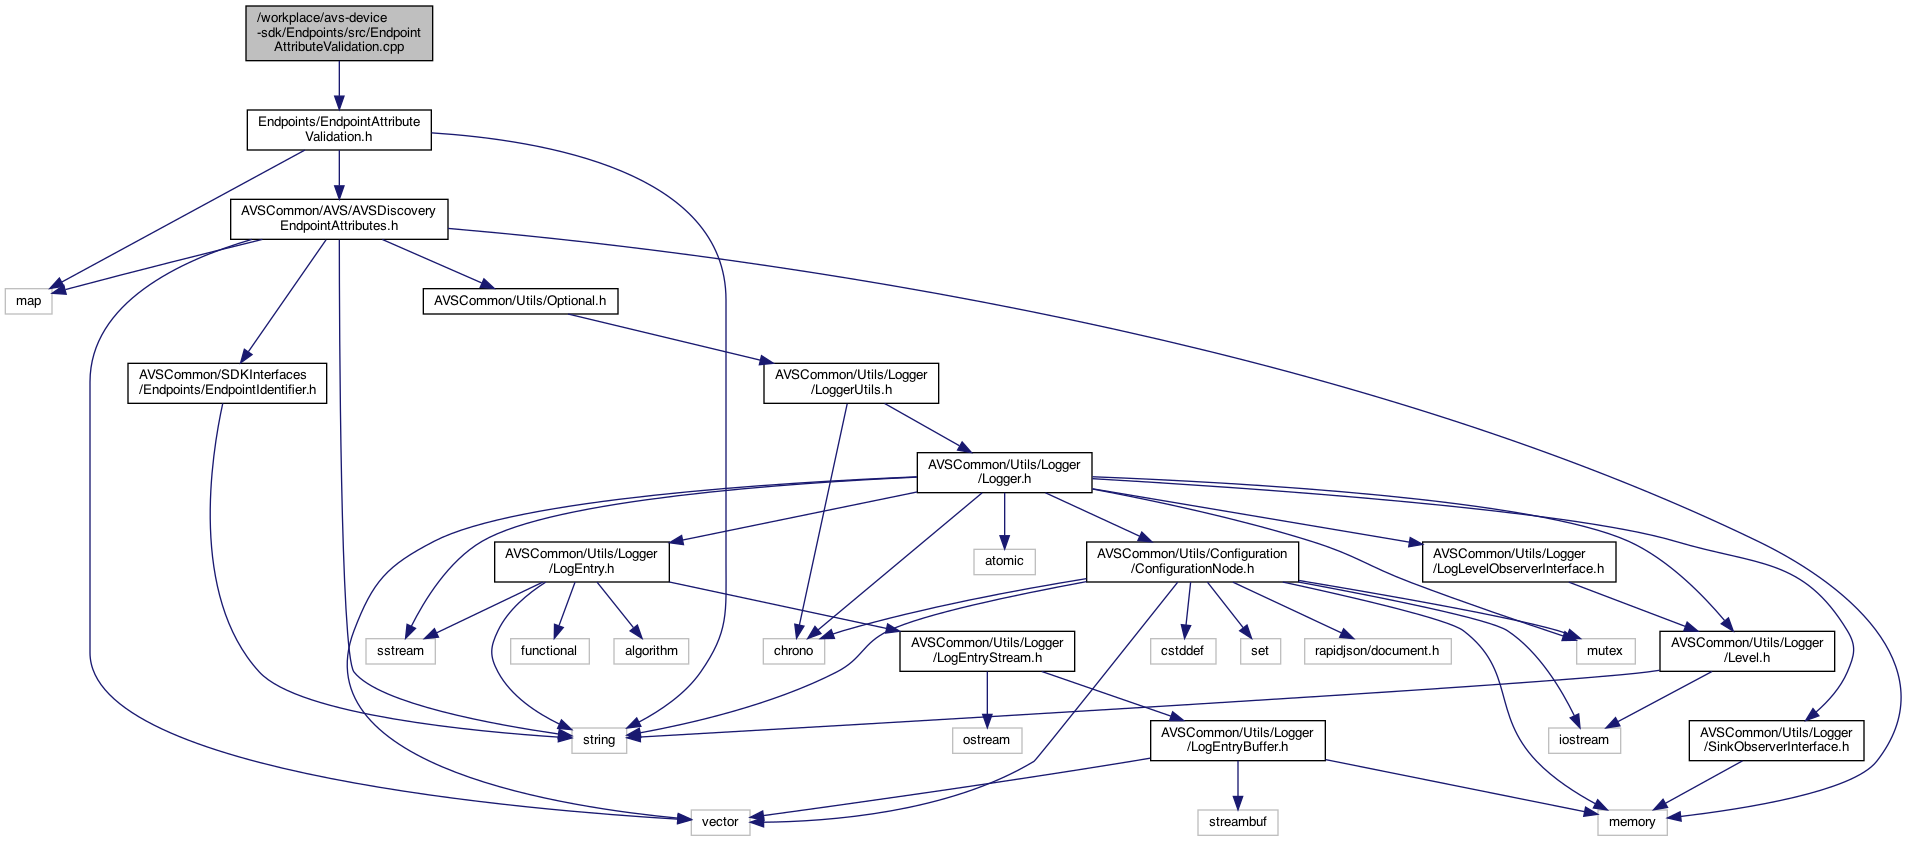 /workplace/avs-device
-sdk/Endpoints/src/Endpoint
AttributeValidation.cpp
Endpoints/EndpointAttribute
Validation.h
AVSCommon/AVS/AVSDiscovery
EndpointAttributes.h
map
AVSCommon/Utils/Optional.h
AVSCommon/SDKInterfaces
/Endpoints/EndpointIdentifier.h
AVSCommon/Utils/Logger
/LoggerUtils.h
AVSCommon/Utils/Logger
/Logger.h
AVSCommon/Utils/Logger
/LogEntry.h
atomic
AVSCommon/Utils/Configuration
/ConfigurationNode.h
AVSCommon/Utils/Logger
/LogLevelObserverInterface.h
sstream
functional
algorithm
chrono
AVSCommon/Utils/Logger
/LogEntryStream.h
cstddef
set
rapidjson/document.h
mutex
AVSCommon/Utils/Logger
/Level.h
string
ostream
AVSCommon/Utils/Logger
/LogEntryBuffer.h
iostream
AVSCommon/Utils/Logger
/SinkObserverInterface.h
vector
streambuf
memory